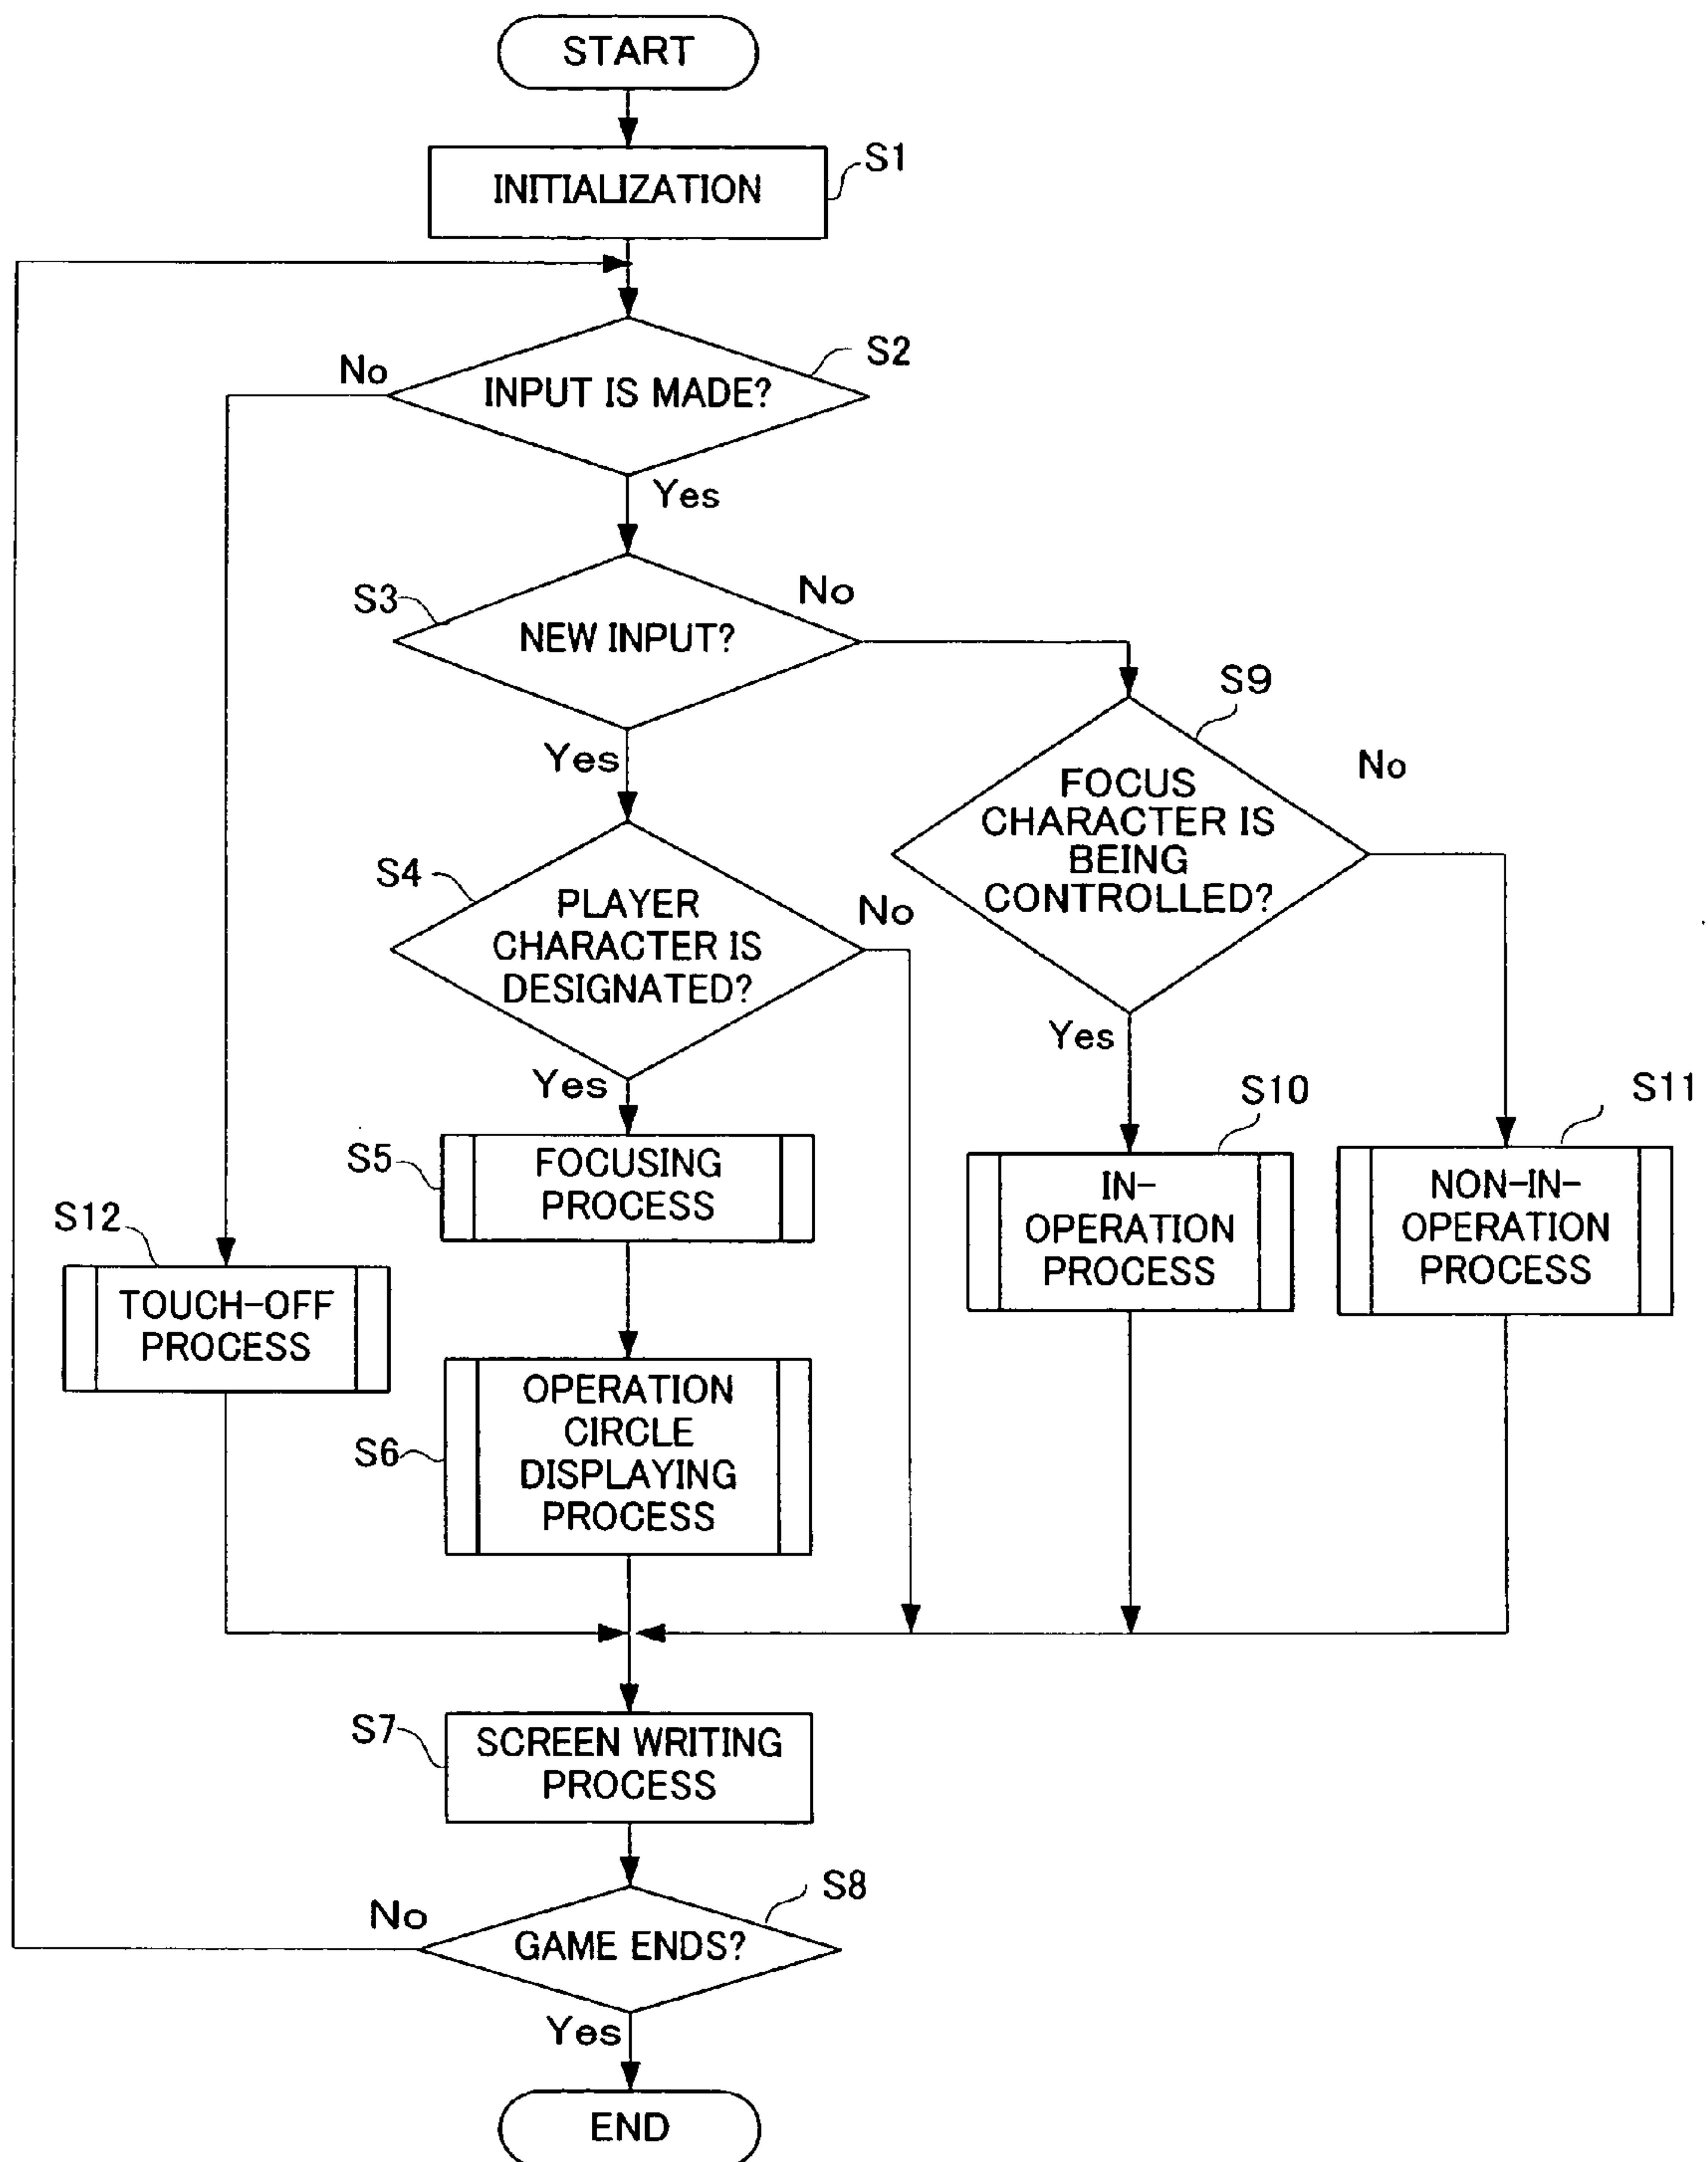 START
INITIALIZATION
S1
S2
No
INPUT IS MADE?
Yes
S3
No
NEW INPUT?
S9
Yes
No
FOCUS
CHARACTER IS
BEING
CONTROLLED?
S4
PLAYER
CHARACTER IS
DESIGNATED?
No
Yes
Yes
S10
S11
S5
FOCUSING
PROCESS
IN-
OPERATION
PROCESS
NON-IN-
OPERATION
PROCESS
S12
TOUCH-OFF
PROCESS
S6
OPERATION
CIRCLE
DISPLAYING
PROCESS
S7
SCREEN WRITING
PROCESS
S8
No
GAME ENDS?
Yes
END